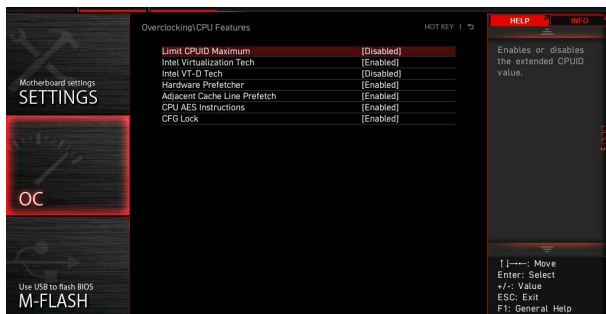 Overclocking\CPU Features
HOT KEY
HELP
INFO
Limit CPUID Maximum [Disabled]
Intel Virtualization Tech [Enabled]
Intel VT-D Tech [Disabled]
Hardware Prefetcher [Enabled]
Adjacent Cache Line Prefetch [Enabled]
CPU AES Instructions [Enabled]
CFG Lock [Enabled]
Enables or disables
the extended CPUID
value.
Motherboard settings
SETTINGS
OC
Use USB to flash BIOS
M-FLASH
↑↓→←: Move
Enter: Select
+/-: Value
ESC: Exit
F1: General Help